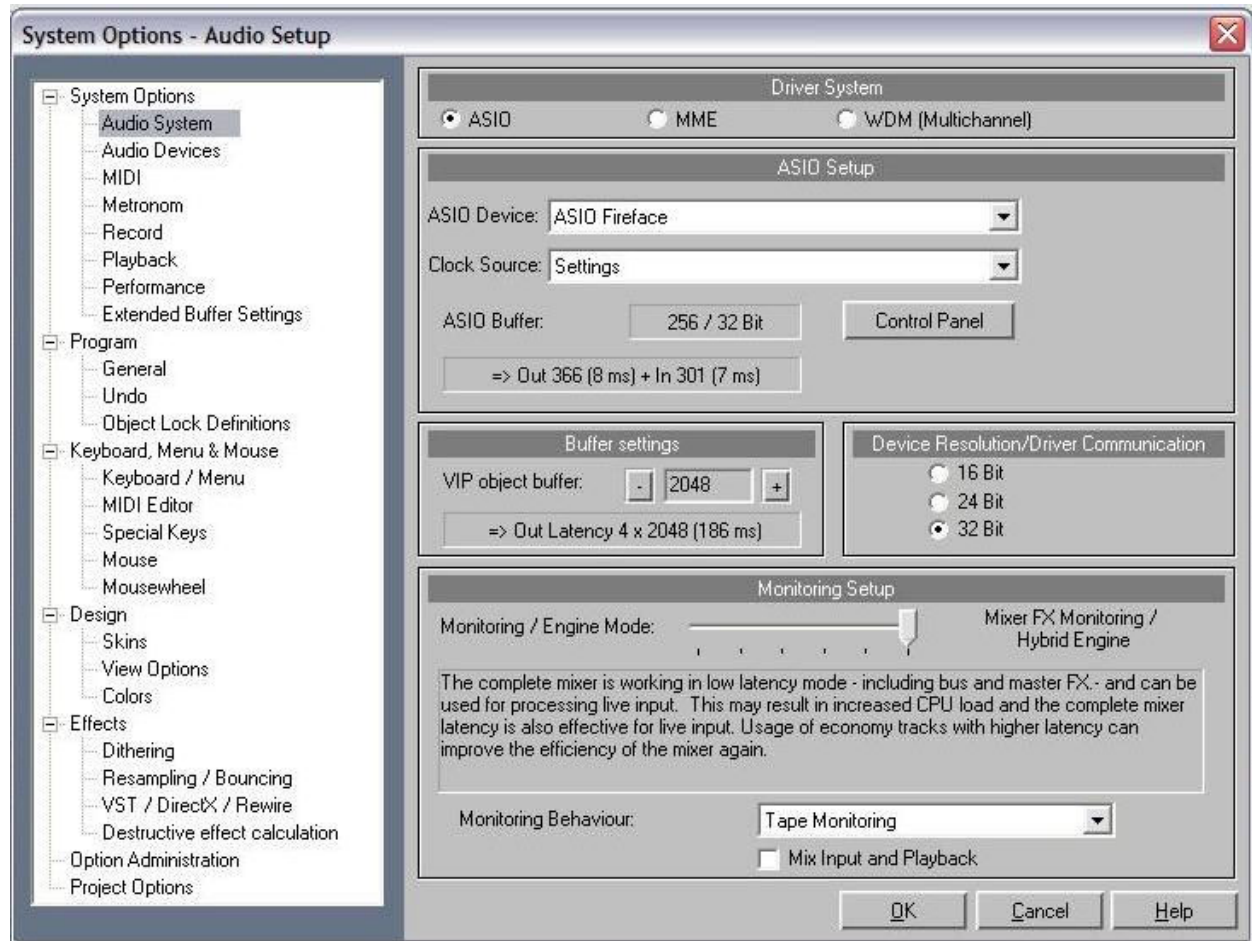 System Options - Audio Setup
System Options
Audio System
Audio Devices
MIDI
Metronom
Record
Playback
Performance
Extended Buffer Settings
Program
General
Undo
Object Lock Definitions
Keyboard, Menu & Mouse
Keyboard / Menu
MIDI Editor
Special Keys
Mouse
Mousewheel
Design
Skins
View Options
Colors
Effects
Dithering
Resampling / Bouncing
VST / DirectX / Rewire
Destructive effect calculation
Option Administration
Project Options
Driver System
ASIO MME WDM (Multichannel)
ASIO Setup
ASIO Device: ASIO Fireface
Clock Source: Settings
ASIO Buffer: 256 / 32 Bit Control Panel
=> Out 366 (8 ms) + In 301 (7 ms)
Buffer settings
VIP object buffer: - 2048 +
=> Out Latency 4 x 2048 (186 ms)
Device Resolution/Driver Communication
16 Bit
24 Bit
32 Bit
Monitoring Setup
Monitoring / Engine Mode:
Mixer FX Monitoring /
Hybrid Engine
The complete mixer is working in low latency mode - including bus and master FX.- and can be
used for processing live input. This may result in increased CPU load and the complete mixer
latency is also effective for live input. Usage of economy tracks with higher latency can
improve the efficiency of the mixer again.
Monitoring Behaviour: Tape Monitoring
Mix Input and Playback
OK Cancel Help